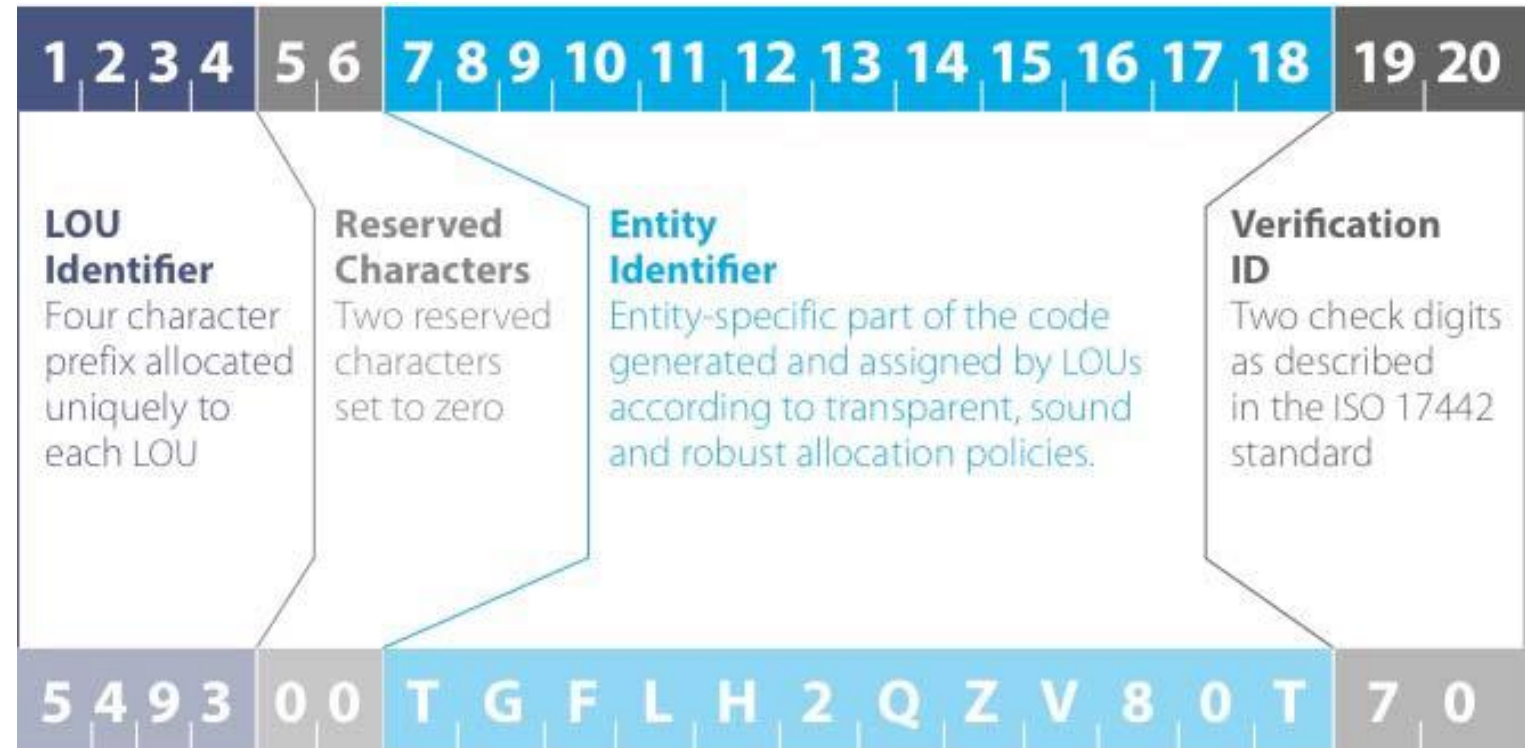 1 2 3 4 5 6 7 8 9 10 11 12 13 14 15 16 17 18 19 20
LOU
Identifier
Four character
prefix allocated
uniquely to
each LOU
Reserved
Characters
Two reserved
characters
set to zero
Entity
Identifier
Entity-specific part of the code
generated and assigned by LOUs
according to transparent, sound
and robust allocation policies.
Verification
ID
Two check digits
as described
in the ISO 17442
standard
5 4 9 3 0 0 T G F L H 2 Q Z V 8 0 T 7 0